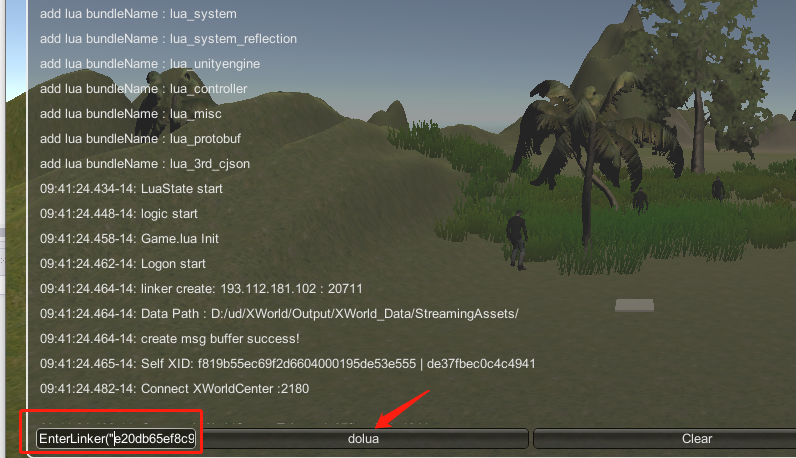 add lua bundleName : lua_system
add lua bundleName : lua_system_reflection
add lua bundleName : lua_unityengine
add lua bundleName : lua_controller
add lua bundleName : lua_misc
add lua bundleName : lua_protobuf
add lua bundleName : lua_3rd_cjson
09:41:24.434-14: LuaState start
09:41:24.448-14: logic start
09:41:24.458-14: Game.lua Init
09:41:24.462-14: Logon start
09:41:24.464-14: linker create: 193.112.181.102 : 20711
09:41:24.464-14: Data Path : D:/ud/XWorld/Output/XWorld_Data/StreamingAssets/
09:41:24.464-14: create msg buffer success!
09:41:24.465-14: Self XID: f819b55ec69f2d6604000195de53e555 | de37fbec0c4c4941
09:41:24.482-14: Connect XWorldCenter :2180
EnterLinker("e20db65ef8c9 dolua Clear